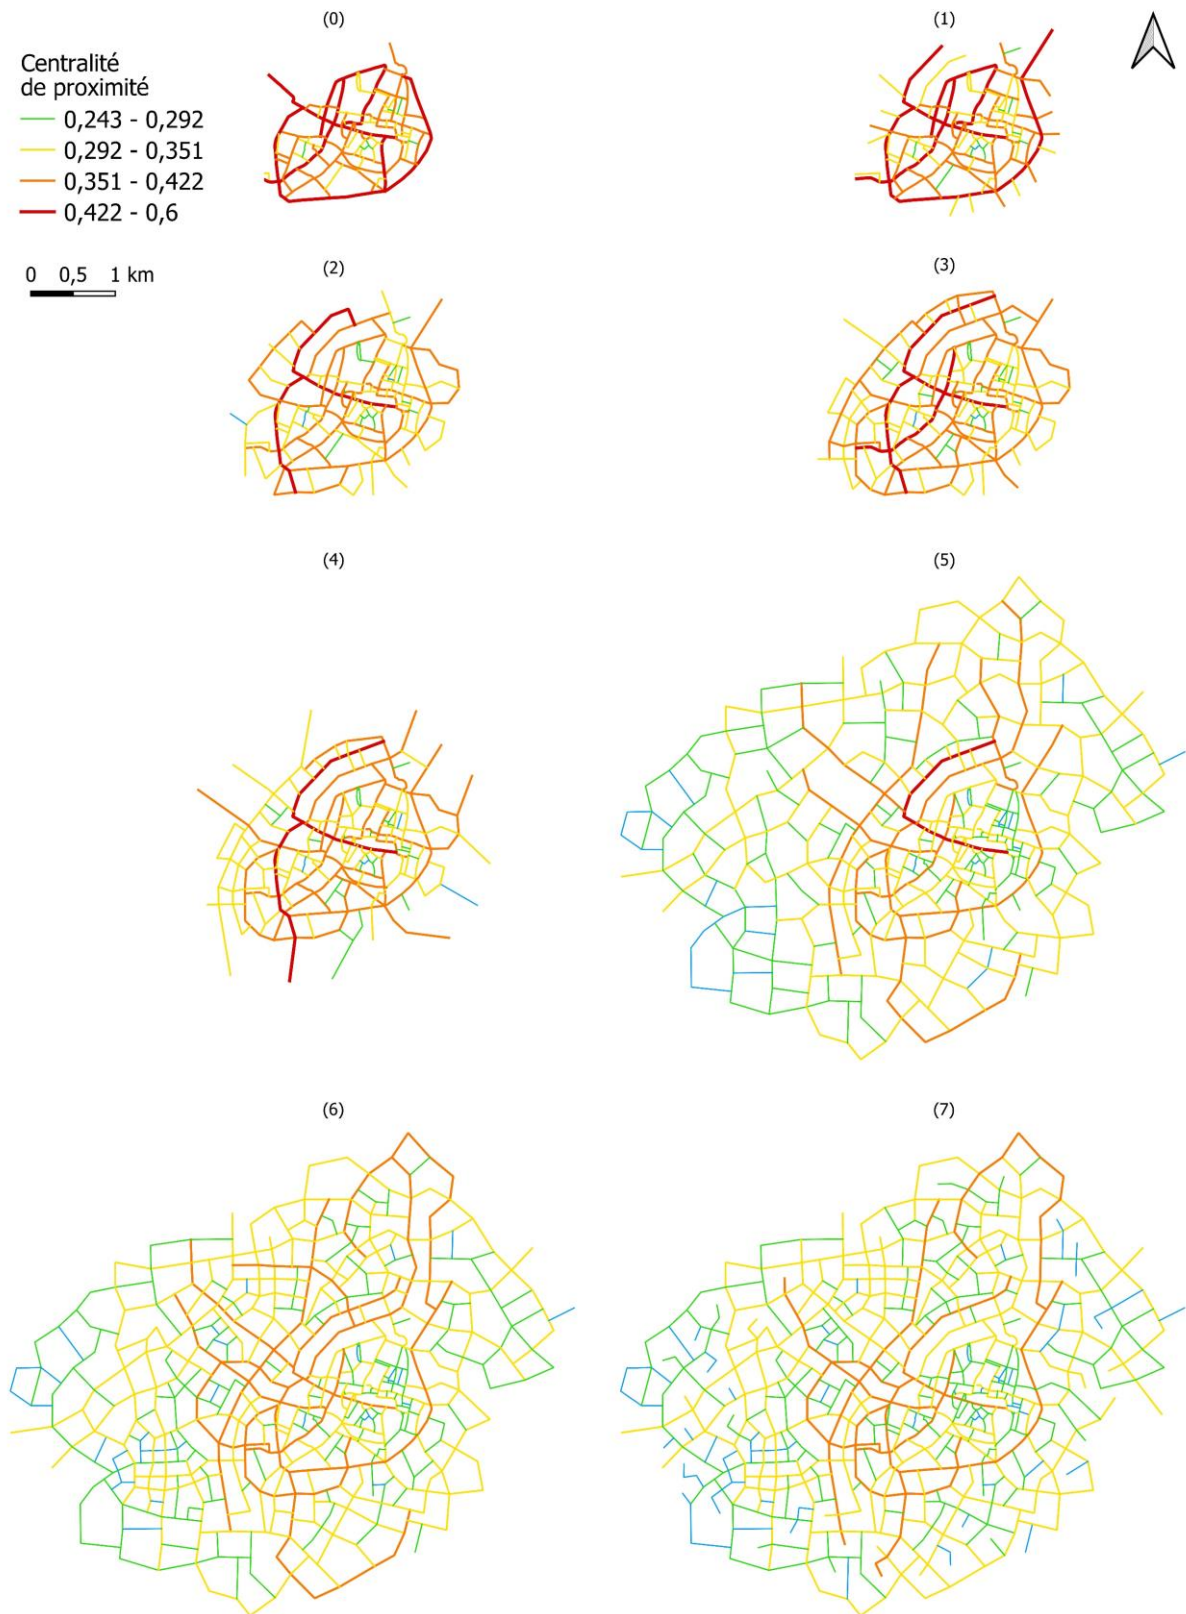 (0)
(1)
Centralité
de proximité
0,243 - 0,292
0,292 - 0,351
0,351 - 0,422
0,422 - 0,6
0 0,5 1 km
(2)
(3)
(4)
(5)
(6)
(7)